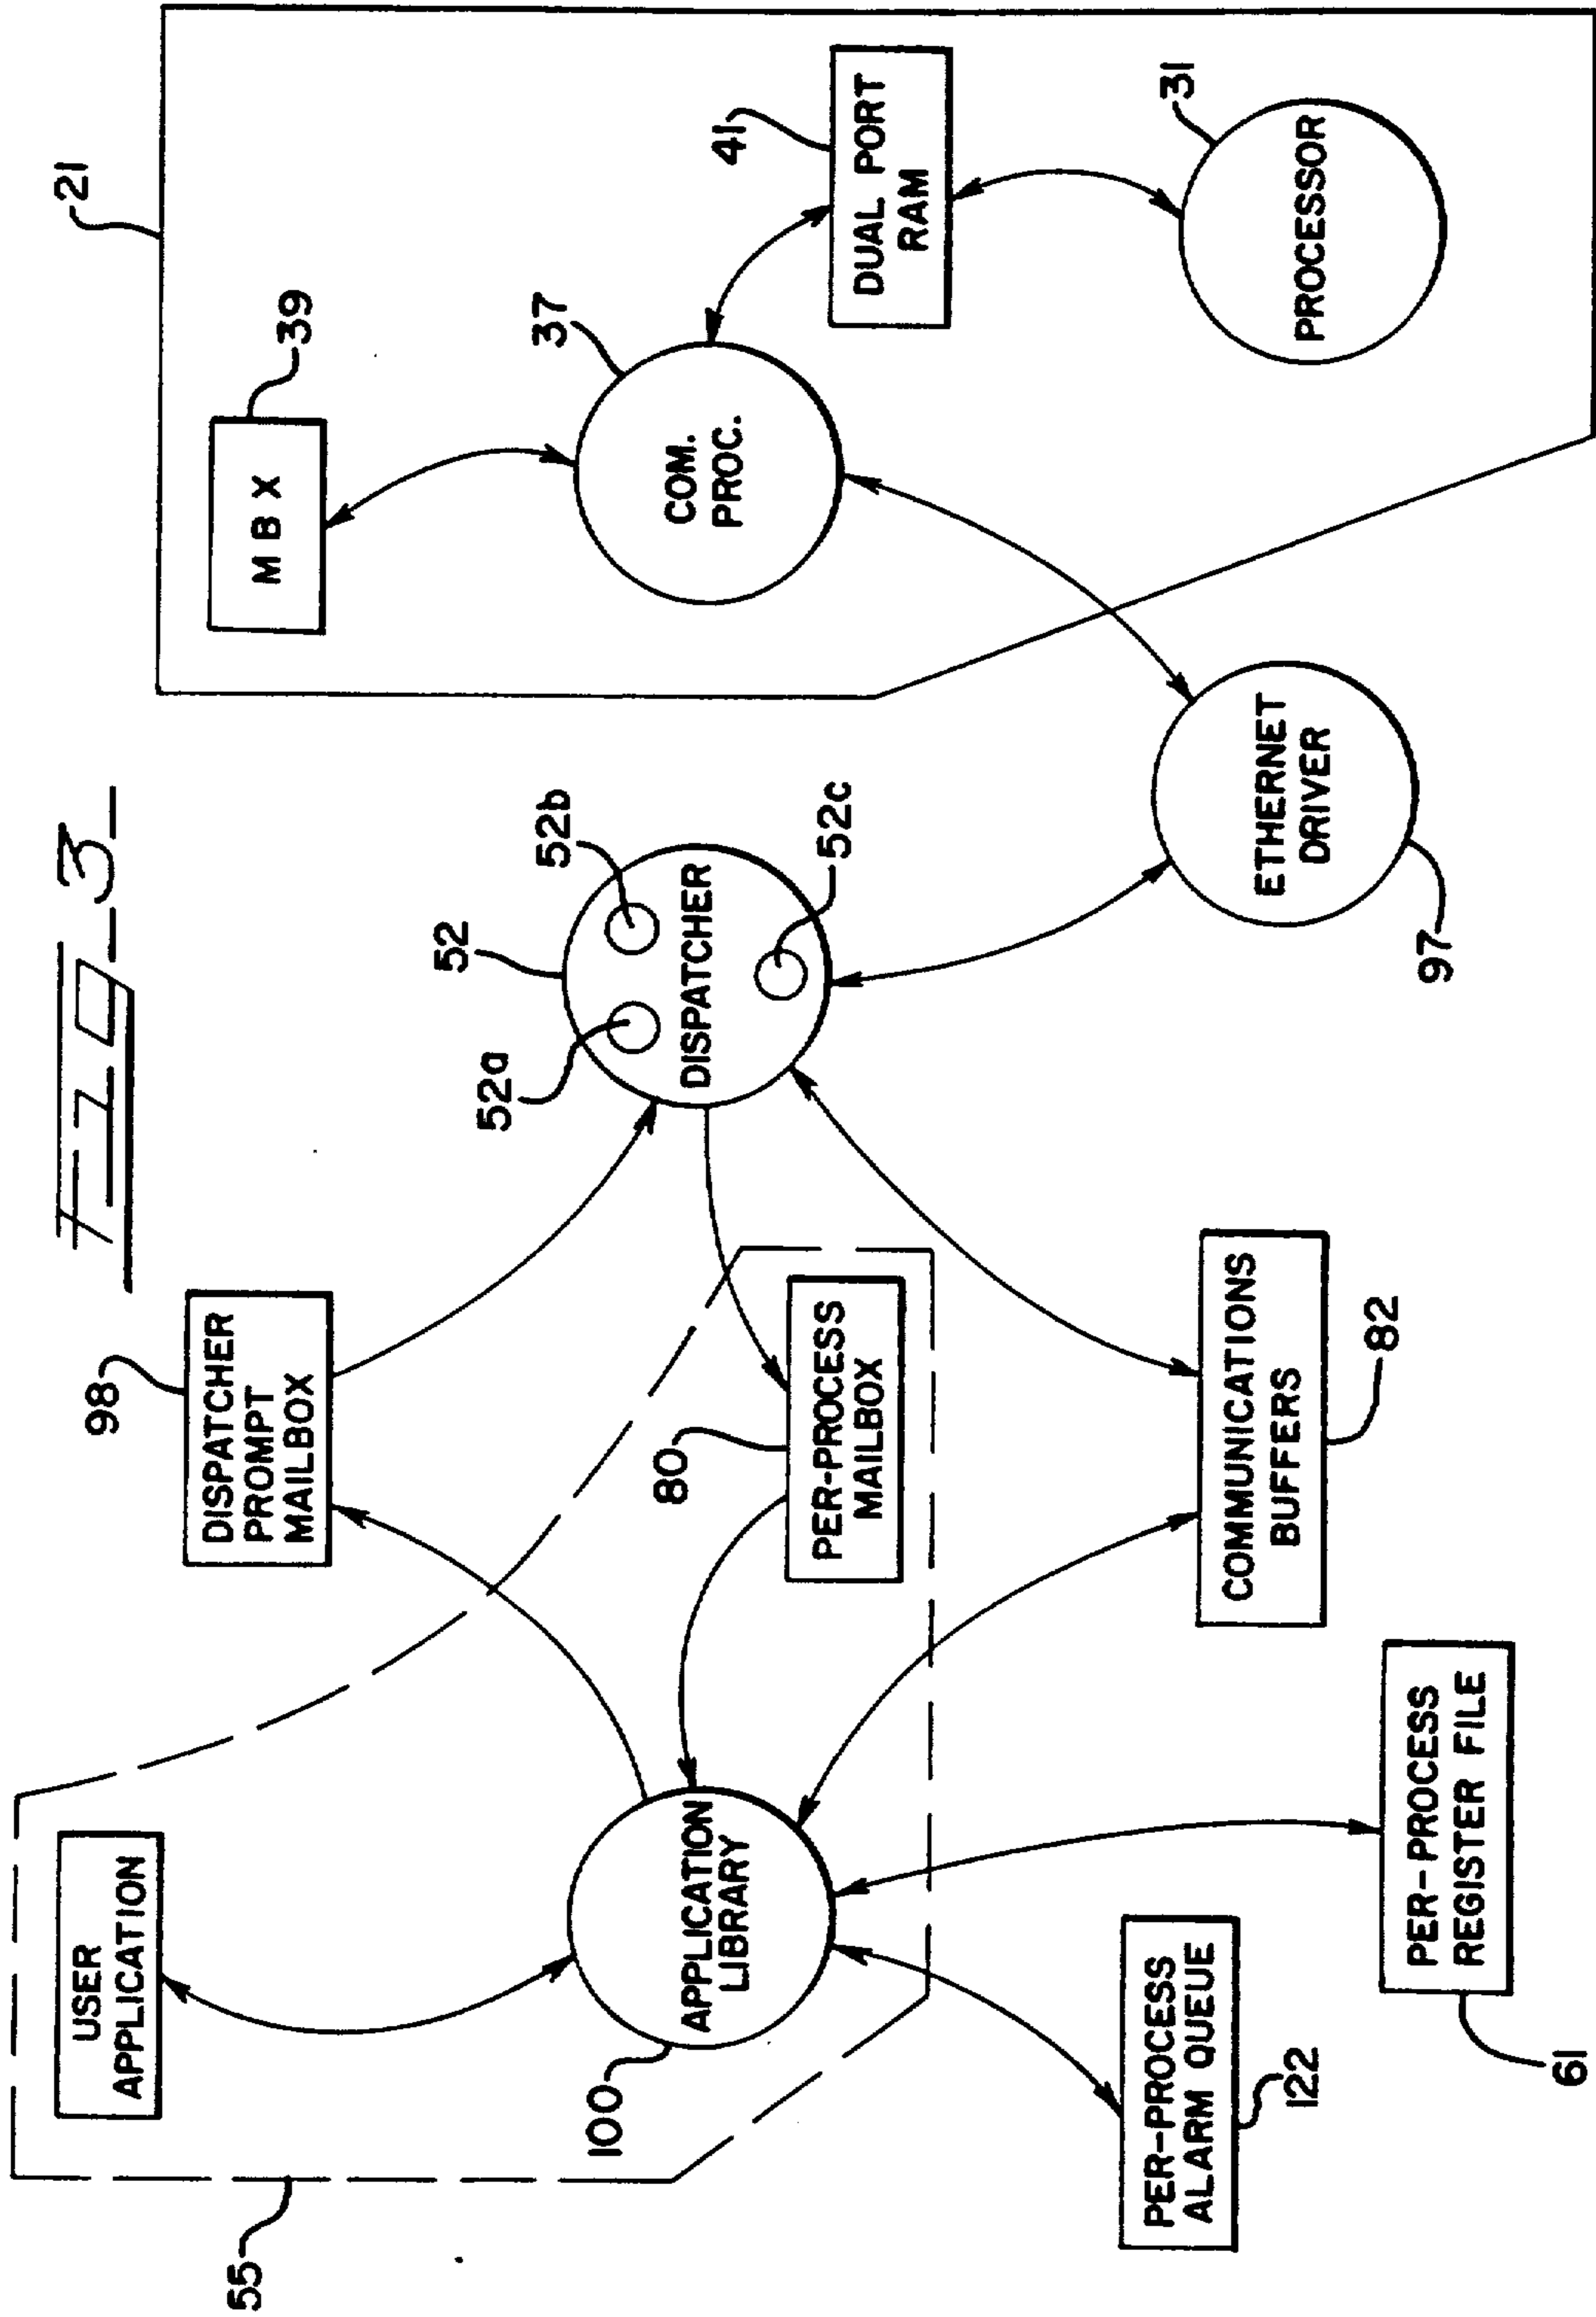 FIG_3_
55
USER
APPLICATION
100
APPLICATION
LIBRARY
98
DISPATCHER
PROMPT
MAILBOX
80
PER-PROCESS
MAILBOX
122
PER-PROCESS
ALARM QUEUE
61
PER-PROCESS
REGISTER FILE
82
COMMUNICATIONS
BUFFERS
52
52a
52b
52c
DISPATCHER
97
ETHERNET
DRIVER
21
39
MBX
37
COM.
PROC.
41
DUAL PORT
RAM
31
PROCESSOR